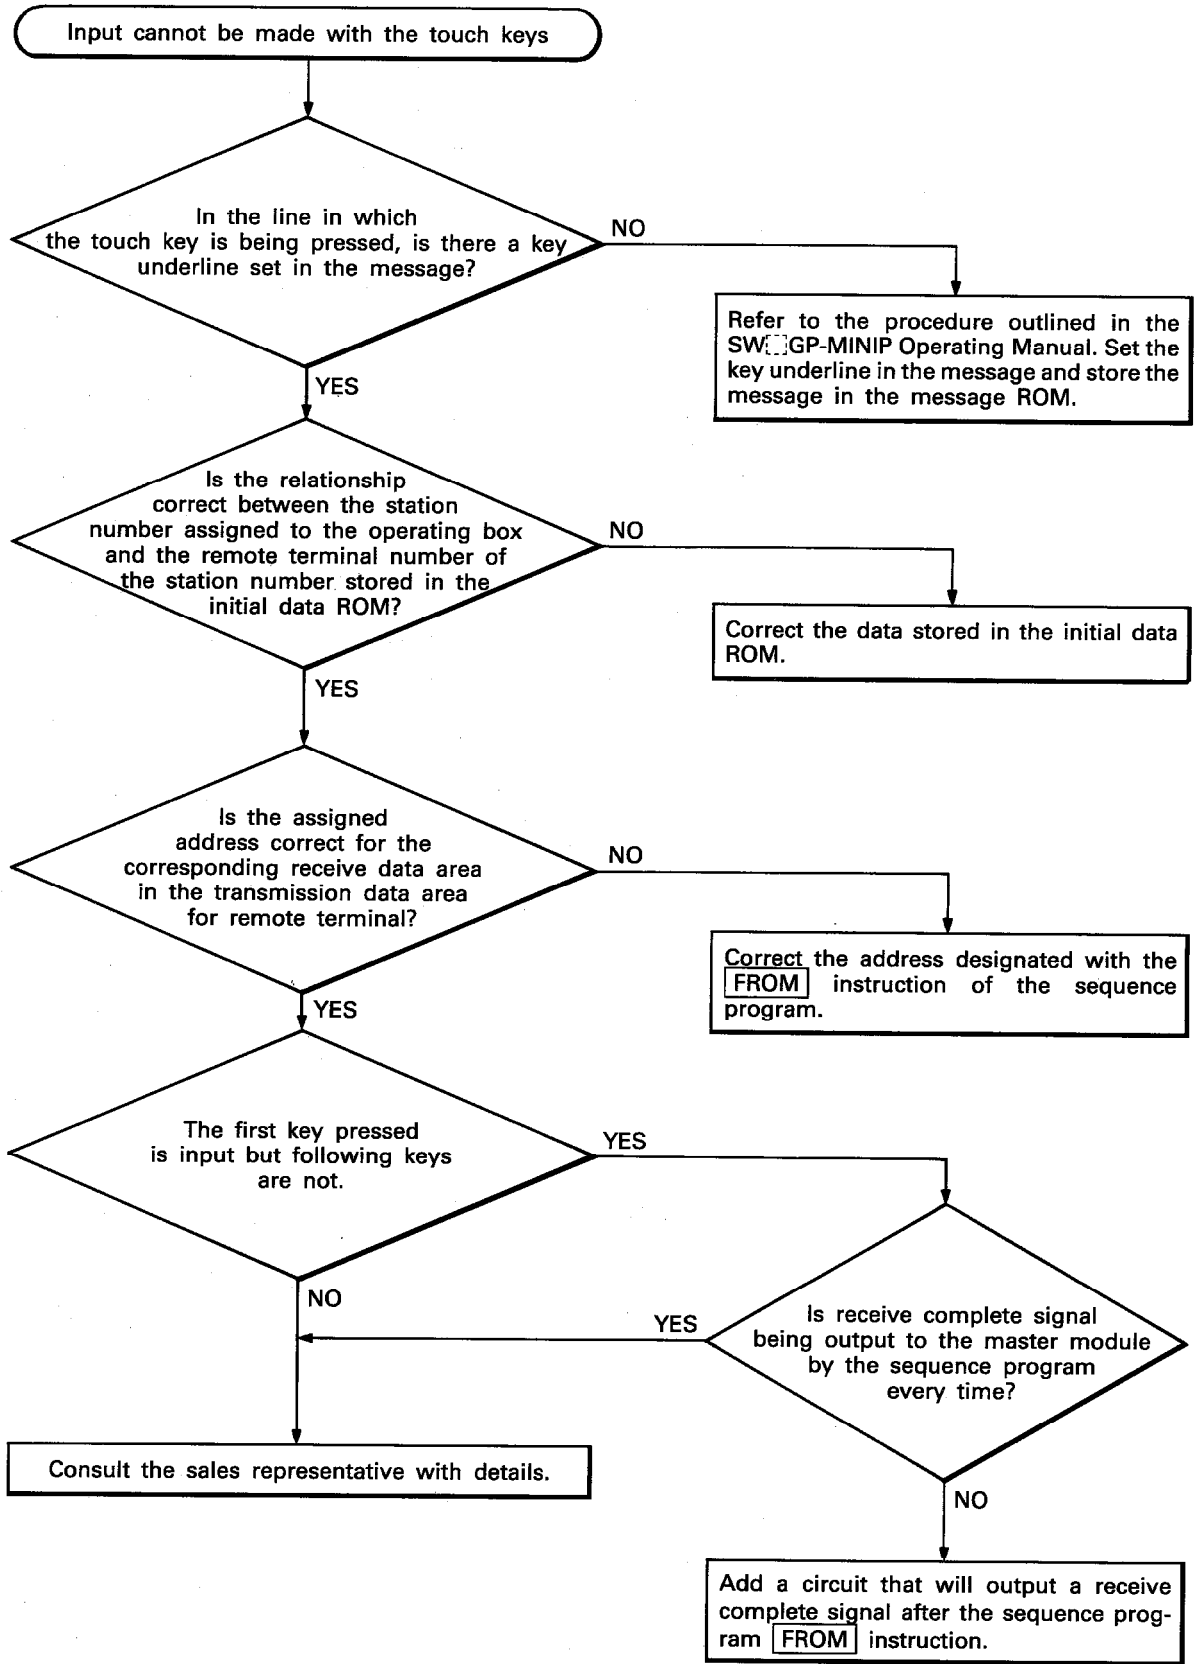 Input cannot be made with the touch keys
In the line in which
the touch key is being pressed, is there a key
underline set in the message?
NO
Refer to the procedure outlined in the
SW[ ]GP-MINIP Operating Manual. Set the
key underline in the message and store the
message in the message ROM.
YES
Is the relationship
correct between the station
number assigned to the operating box
and the remote terminal number of
the station number stored in the
initial data ROM?
NO
Correct the data stored in the initial data
ROM.
YES
Is the assigned
address correct for the
corresponding receive data area
in the transmission data area
for remote terminal?
NO
Correct the address designated with the
FROM instruction of the sequence
program.
YES
The first key pressed
is input but following keys
are not.
YES
NO
Is receive complete signal
being output to the master module
by the sequence program
every time?
YES
Consult the sales representative with details.
NO
Add a circuit that will output a receive
complete signal after the sequence prog-
ram FROM instruction.